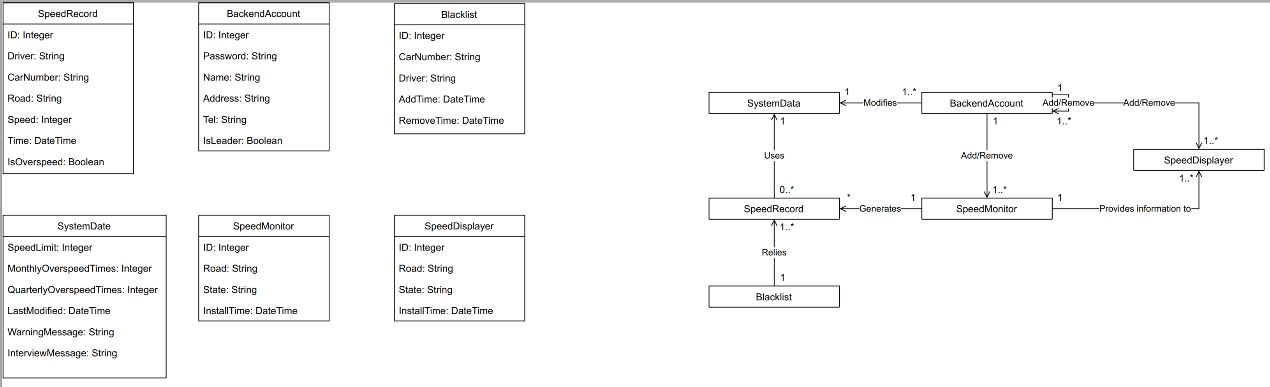 SpeedRecord
ID: Integer
Driver: String
CarNumber: String
Road: String
Speed: Integer
Time: DateTime
IsOverspeed: Boolean
BackendAccount
ID: Integer
Password: String
Name: String
Address: String
Tel: String
IsLeader: Boolean
Blacklist
ID: Integer
CarNumber: String
Driver: String
AddTime: DateTime
RemoveTime: DateTime
SystemDate
SpeedLimit: Integer
MonthlyOverspeedTimes: Integer
QuarterlyOverspeedTimes: Integer
LastModified: DateTime
WarningMessage: String
InterviewMessage: String
SpeedMonitor
ID: Integer
Road: String
State: String
InstallTime: DateTime
SpeedDisplayer
ID: Integer
Road: String
State: String
InstallTime: DateTime
1
1..*
1
SystemData
Modifies
BackendAccount
Add/Remove
Add/Remove
1
1
1..*
1..*
Uses
Add/Remove
SpeedDisplayer
1..*
0..*
*
1
1..*
1
SpeedRecord
Generates
SpeedMonitor
Provides information to
1..*
Relies
1
Blacklist